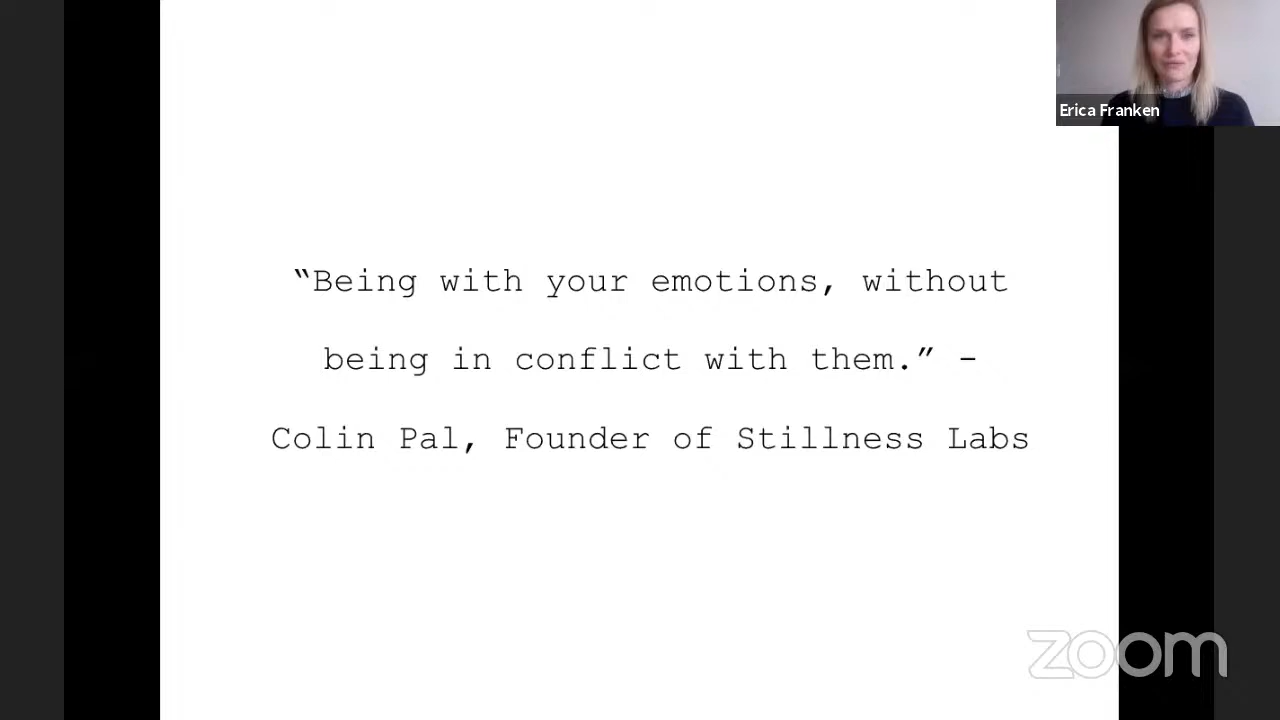 Erica Franken
“Being with your emotions, without
being in conflict with them.” -
Colin Pal, Founder of Stillness Labs
zoom